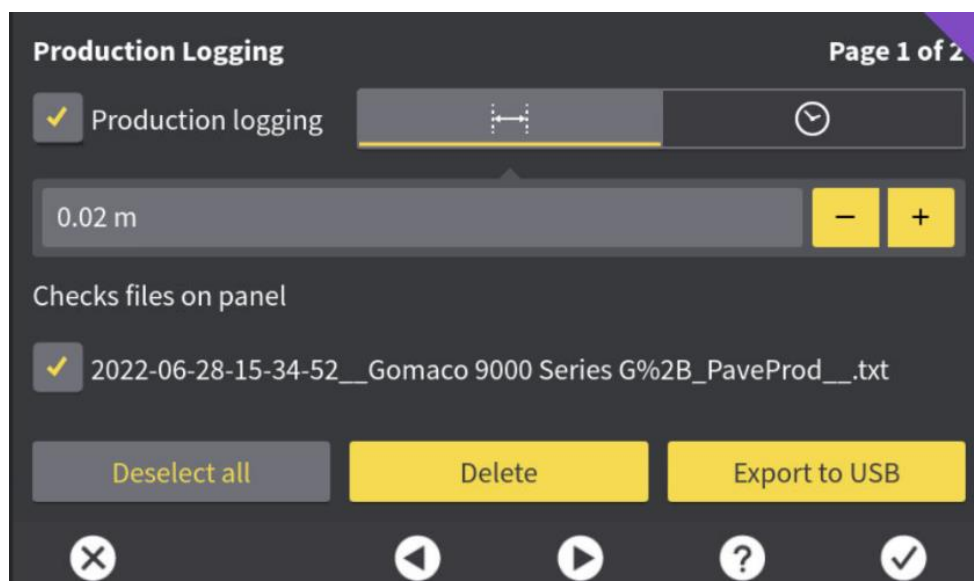 Production Logging Page 1 of 2
Production logging
0.02 m − +
Checks files on panel
2022-06-28-15-34-52__Gomaco 9000 Series G%2B_PaveProd__.txt
Deselect all Delete Export to USB
?